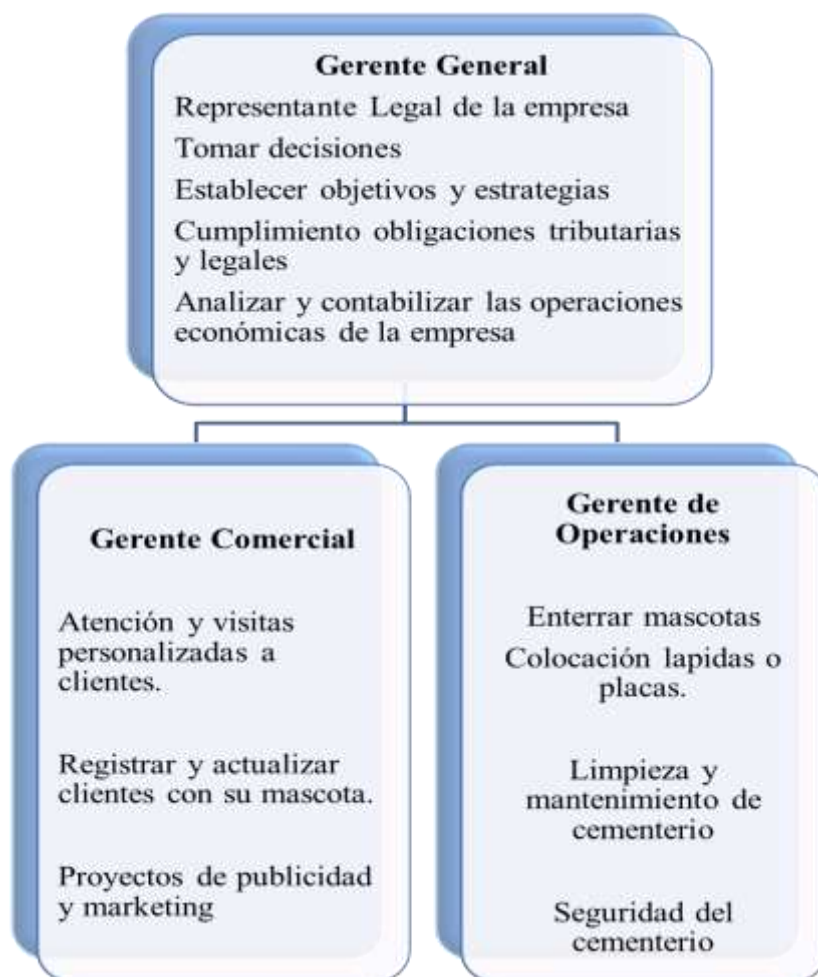 Gerente General
Representante Legal de la empresa
Tomar decisiones
Establecer objetivos y estrategias
Cumplimiento obligaciones tributarias
y legales
Analizar y contabilizar las operaciones
económicas de la empresa
Gerente Comercial
Atención y visitas
personalizadas a
clientes.
Registrar y actualizar
clientes con su mascota.
Proyectos de publicidad
y marketing
Gerente de
Operaciones
Enterrar mascotas
Colocación lapidas o
placas.
Limpieza y
mantenimiento de
cementerio
Seguridad del
cementerio